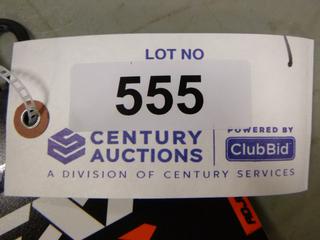 LOT NO
555
CENTURY
AUCTIONS
POWERED BY
ClubBid
A DIVISION OF CENTURY SERVICES